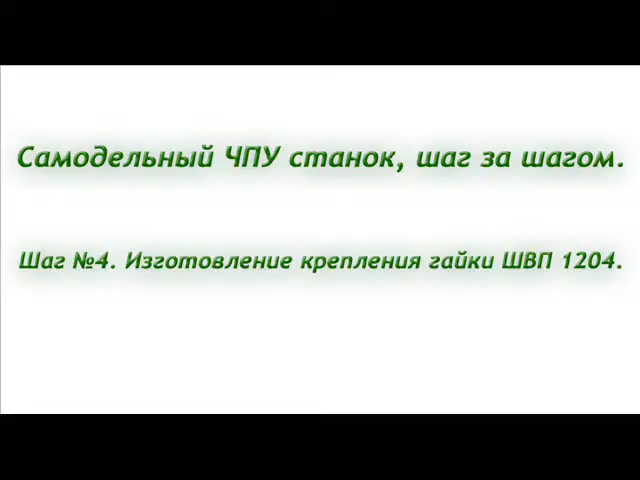 Самодельный ЧПУ станок, шаг за шагом.
Шаг №4. Изготовление крепления гайки ШВП 1204.